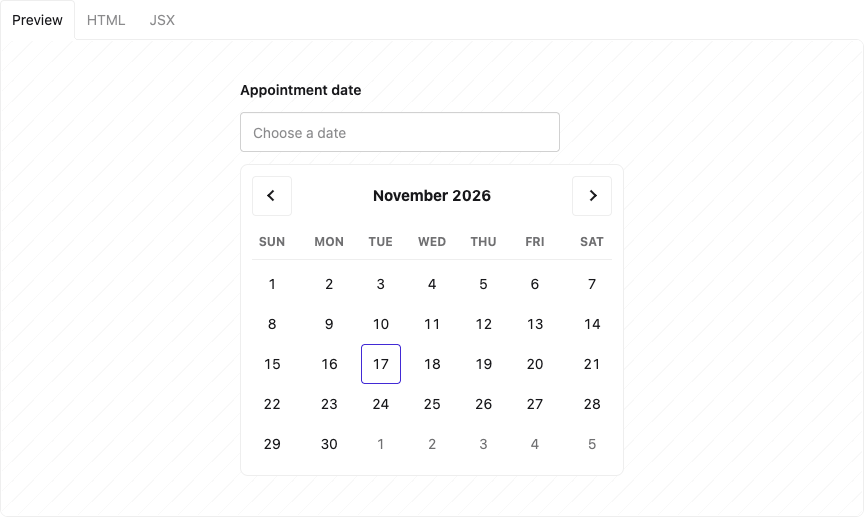 Preview HTML JSX
Appointment date
Choose a date
November 2026
SUN MON TUE WED THU FRI SAT
1 2 3 4 5 6 7
8 9 10 11 12 13 14
15 16 17 18 19 20 21
22 23 24 25 26 27 28
29 30 1 2 3 4 5